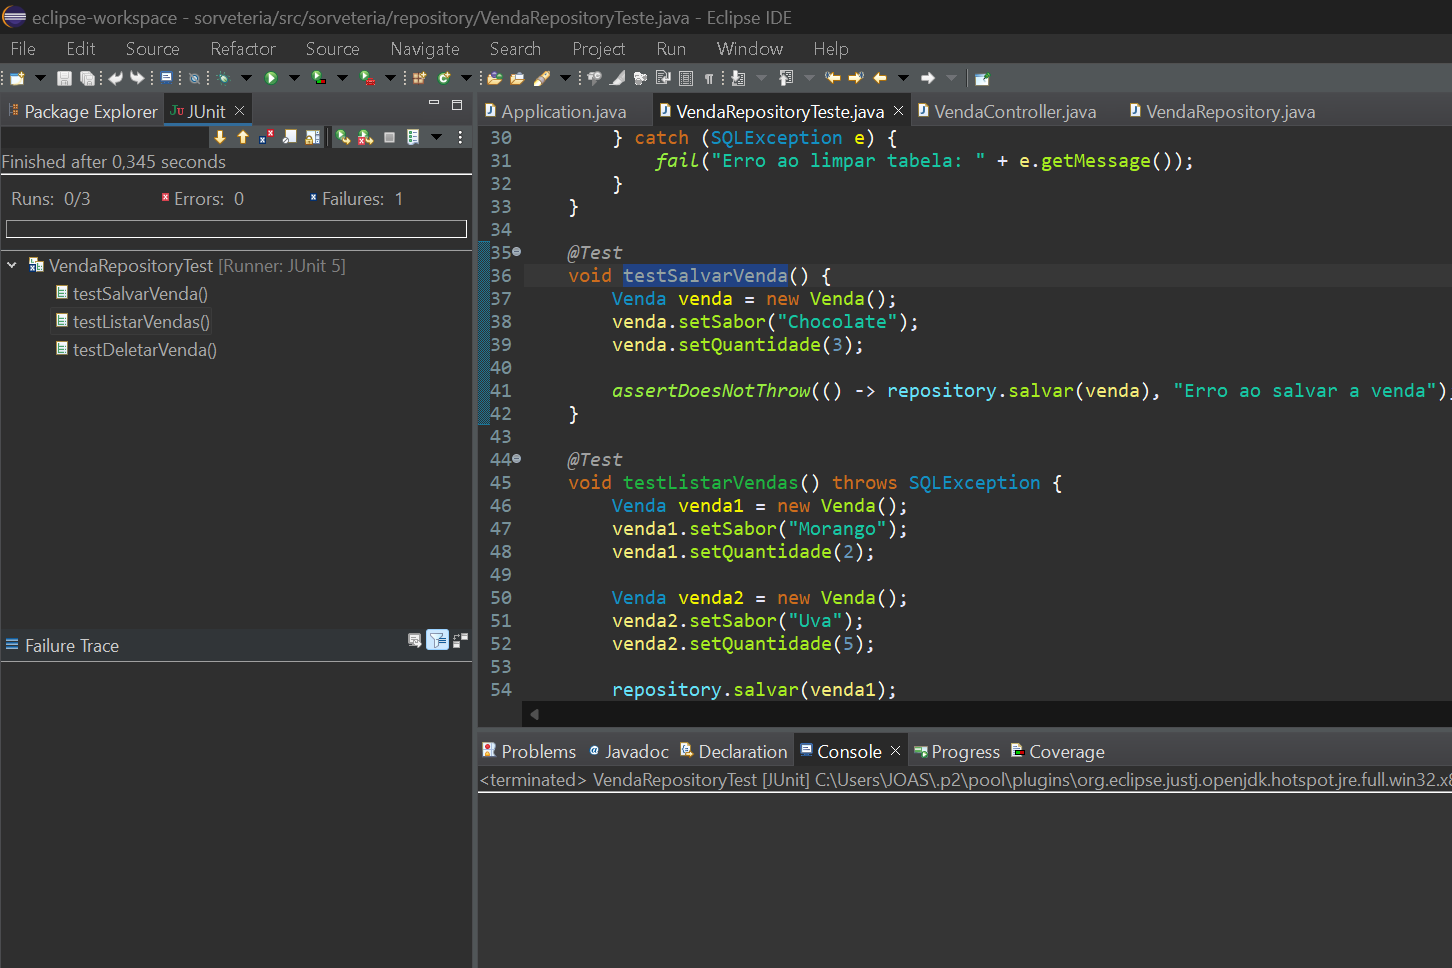 eclipse-workspace - sorveteria/src/sorveteria/repository/VendaRepositoryTeste.java - Eclipse IDE
File Edit Source Refactor Source Navigate Search Project Run Window Help
Package Explorer JUnit
Finished after 0,345 seconds
Runs: 0/3 Errors: 0 Failures: 1
VendaRepositoryTest [Runner: JUnit 5]
testSalvarVenda()
testListarVendas()
testDeletarVenda()
Failure Trace
Application.java VendaRepositoryTeste.java VendaController.java VendaRepository.java
30 } catch (SQLException e) {
31 fail("Erro ao limpar tabela: " + e.getMessage());
32 }
33 }
34
35 @Test
36 void testSalvarVenda() {
37 Venda venda = new Venda();
38 venda.setSabor("Chocolate");
39 venda.setQuantidade(3);
40
41 assertDoesNotThrow(() -> repository.salvar(venda), "Erro ao salvar a venda")
42 }
43
44 @Test
45 void testListarVendas() throws SQLException {
46 Venda venda1 = new Venda();
47 venda1.setSabor("Morango");
48 venda1.setQuantidade(2);
49
50 Venda venda2 = new Venda();
51 venda2.setSabor("Uva");
52 venda2.setQuantidade(5);
53
54 repository.salvar(venda1);
Problems Javadoc Declaration Console Progress Coverage
<terminated> VendaRepositoryTest [JUnit] C:\Users\JOAS\.p2\pool\plugins\org.eclipse.justj.openjdk.hotspot.jre.full.win32.x8